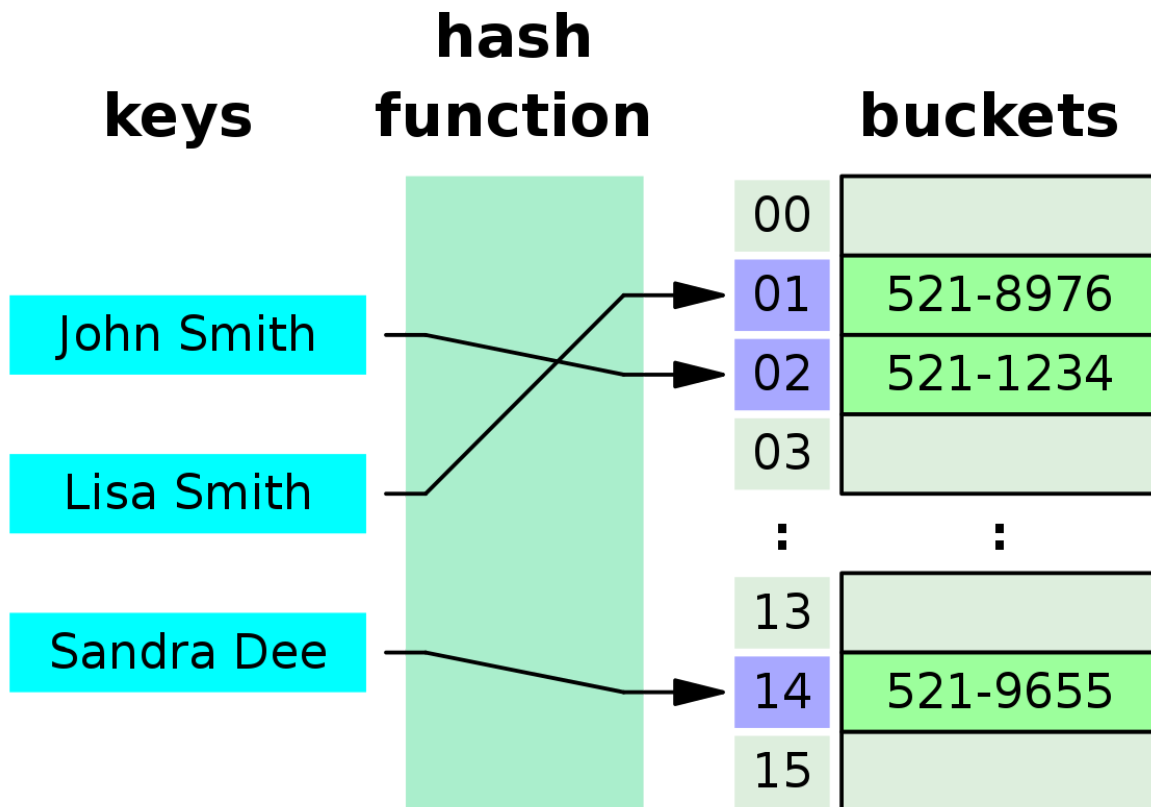 hash
keys function buckets
00
01 521-8976
John Smith
02 521-1234
03
Lisa Smith
: :
13
Sandra Dee
14 521-9655
15